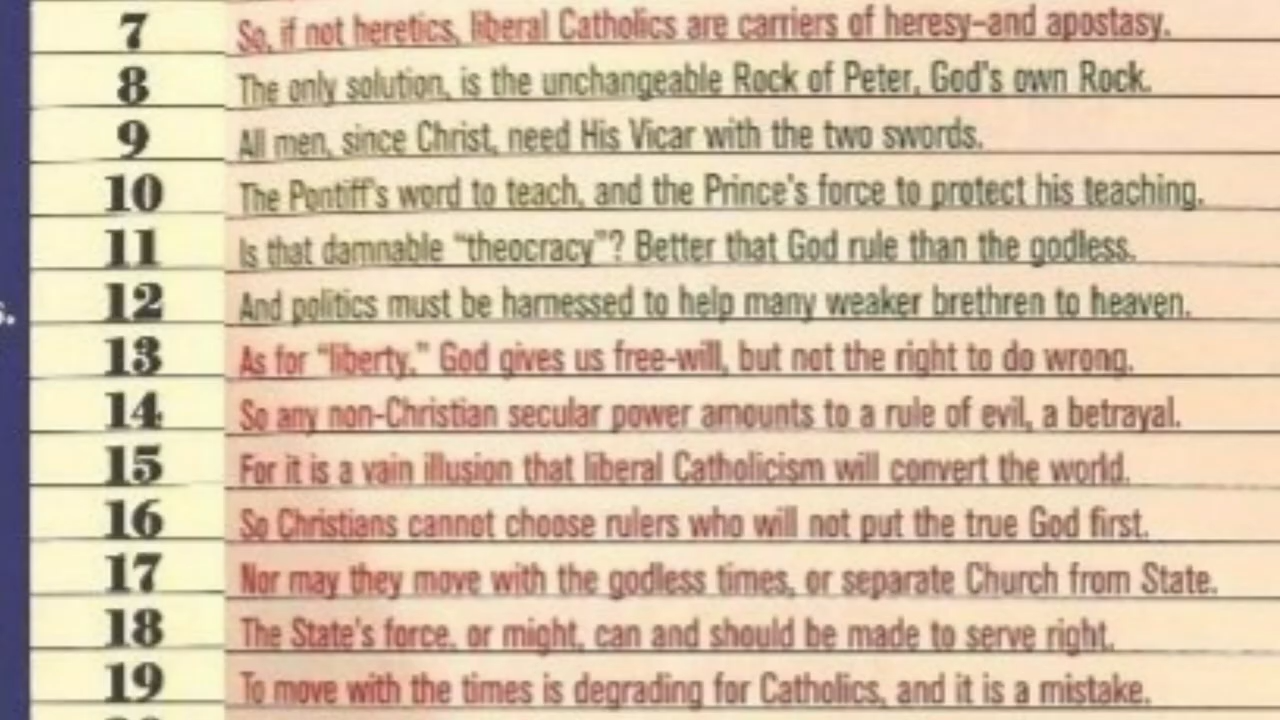 7 So, if not heretics, liberal Catholics are carriers of heresy–and apostasy.
8 The only solution, is the unchangeable Rock of Peter, God's own Rock.
9 All men, since Christ, need His Vicar with the two swords.
10 The Pontiff's word to teach, and the Prince's force to protect his teaching.
11 Is that damnable “theocracy”? Better that God rule than the godless.
s. 12 And politics must be harnessed to help many weaker brethren to heaven.
13 As for “liberty,” God gives us free-will, but not the right to do wrong.
14 So any non-Christian secular power amounts to a rule of evil, a betrayal.
15 For it is a vain illusion that liberal Catholicism will convert the world.
16 So Christians cannot choose rulers who will not put the true God first.
17 Nor may they move with the godless times, or separate Church from State.
18 The State's force, or might, can and should be made to serve right.
19 To move with the times is degrading for Catholics, and it is a mistake.